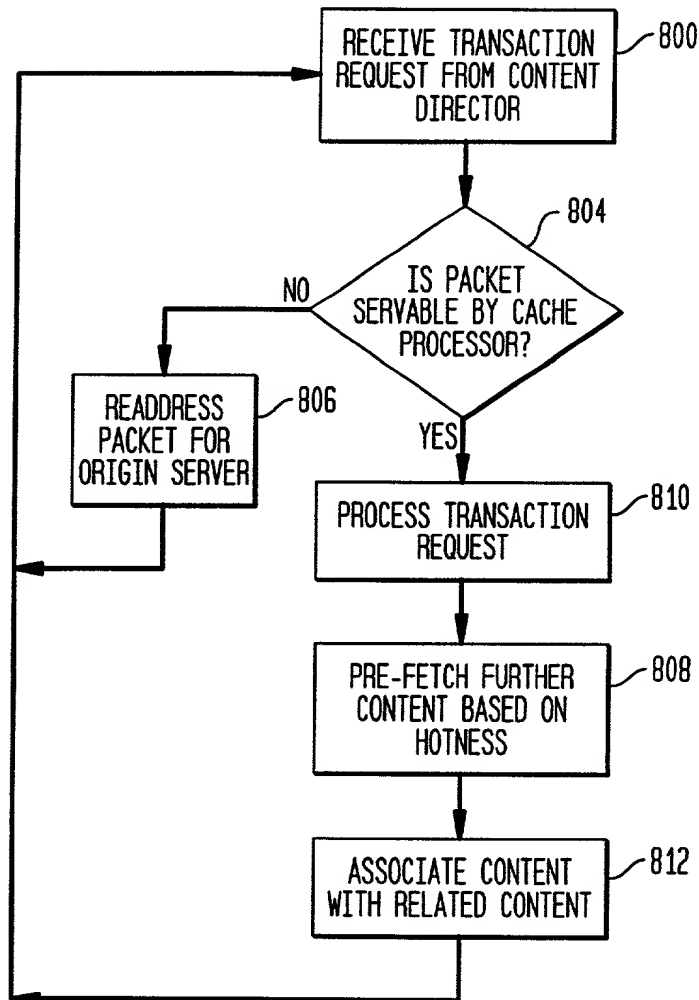 RECEIVE TRANSACTION
REQUEST FROM CONTENT
DIRECTOR
800
804
IS PACKET
SERVABLE BY CACHE
PROCESSOR?
NO
READDRESS
PACKET FOR
ORIGIN SERVER
806
YES
PROCESS TRANSACTION
REQUEST
810
PRE-FETCH FURTHER
CONTENT BASED ON
HOTNESS
808
ASSOCIATE CONTENT
WITH RELATED CONTENT
812